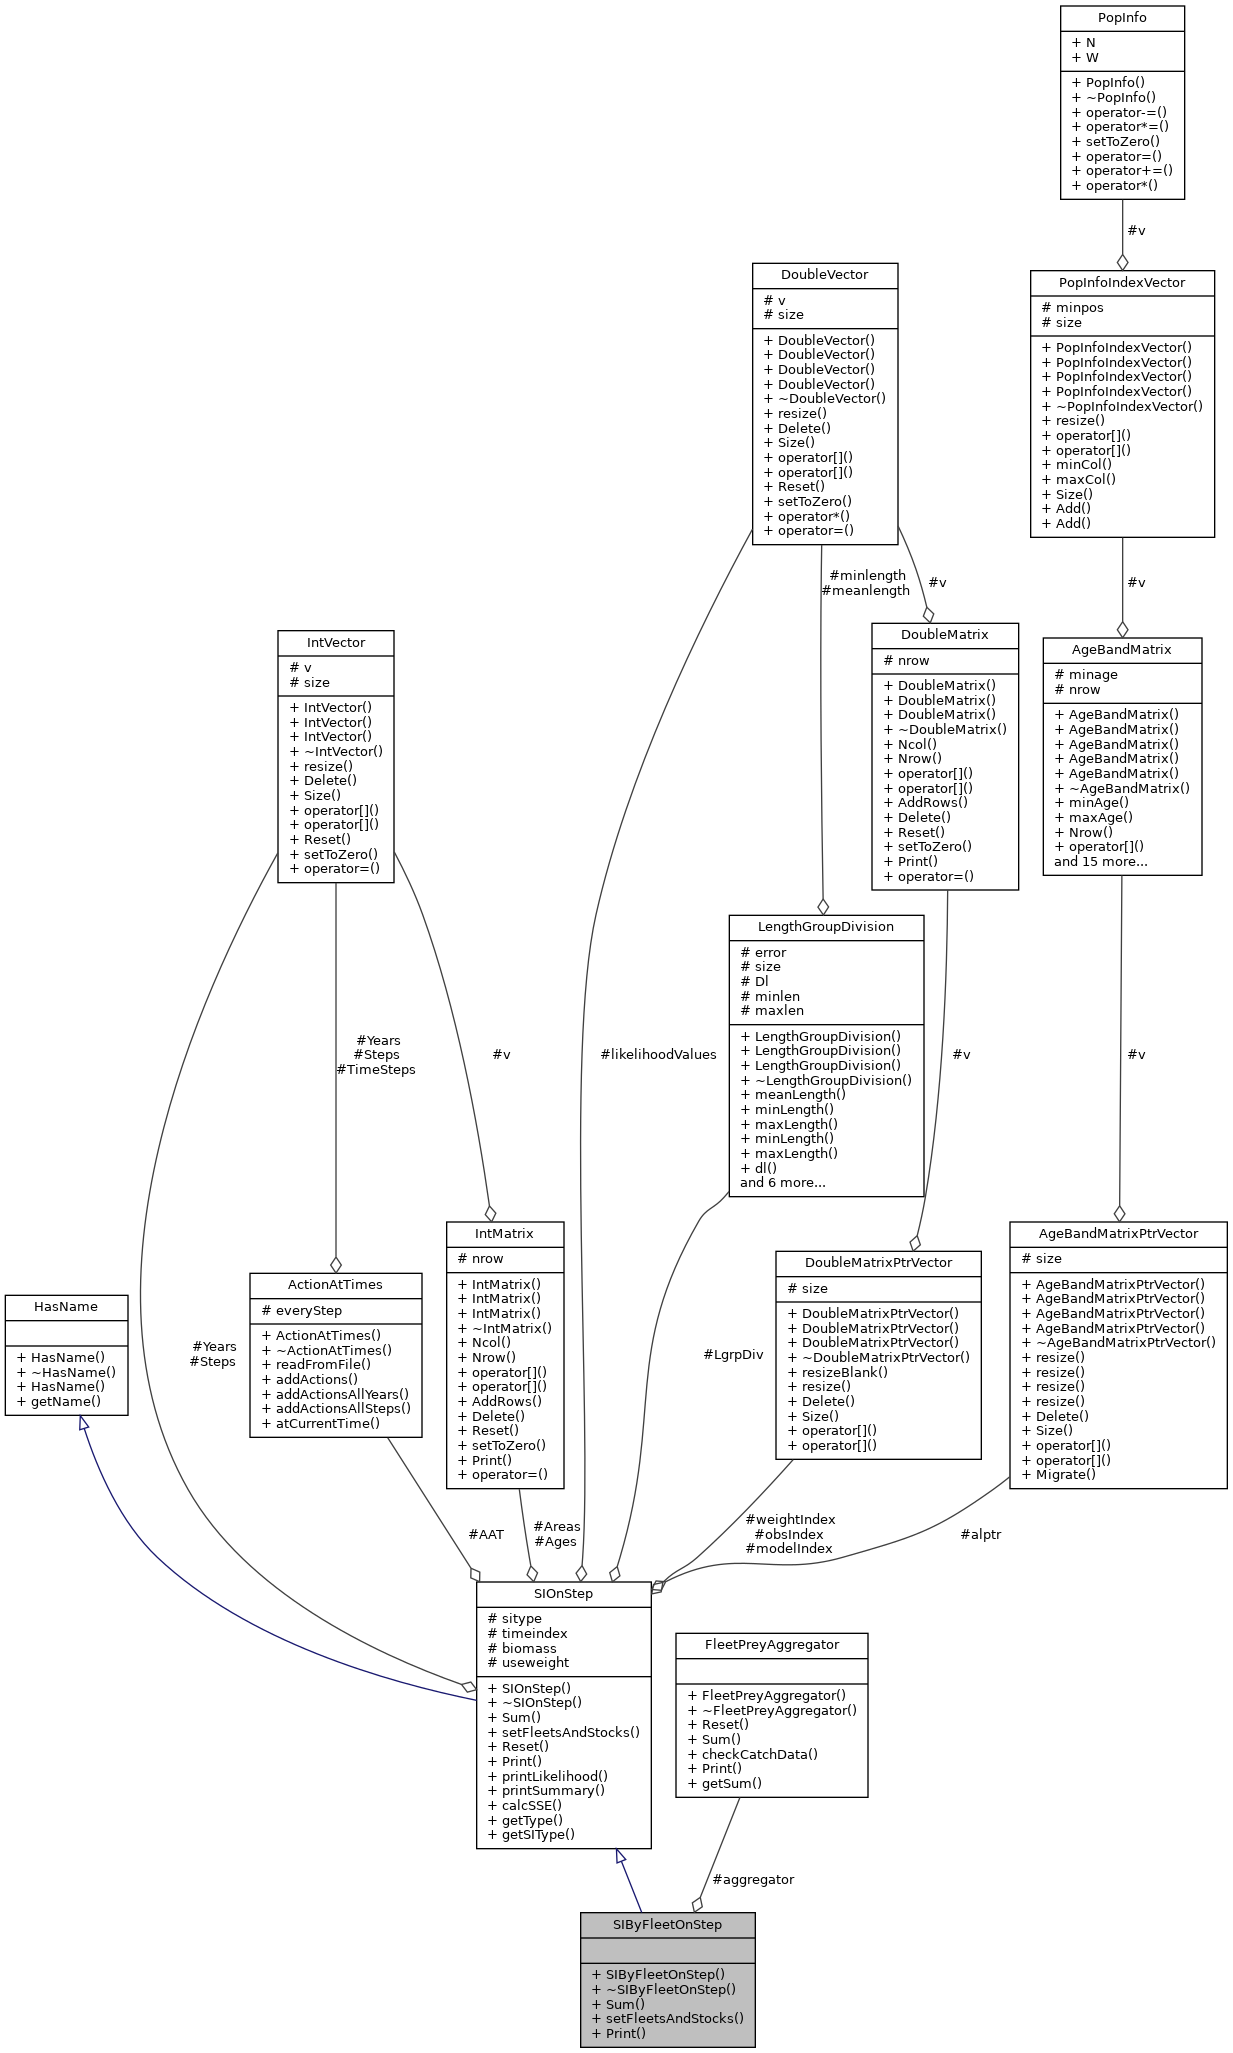 PopInfo
+ N
+ W
+ PopInfo()
+ ~PopInfo()
+ operator-=()
+ operator*=()
+ setToZero()
+ operator=()
+ operator+=()
+ operator*()
#v
PopInfoIndexVector
# minpos
# size
+ PopInfoIndexVector()
+ PopInfoIndexVector()
+ PopInfoIndexVector()
+ PopInfoIndexVector()
+ ~PopInfoIndexVector()
+ resize()
+ operator[]()
+ operator[]()
+ minCol()
+ maxCol()
+ Size()
+ Add()
+ Add()
#v
DoubleVector
# v
# size
+ DoubleVector()
+ DoubleVector()
+ DoubleVector()
+ DoubleVector()
+ ~DoubleVector()
+ resize()
+ Delete()
+ Size()
+ operator[]()
+ operator[]()
+ Reset()
+ setToZero()
+ operator*()
+ operator=()
#minlength
#meanlength
#v
DoubleMatrix
# nrow
+ DoubleMatrix()
+ DoubleMatrix()
+ DoubleMatrix()
+ ~DoubleMatrix()
+ Ncol()
+ Nrow()
+ operator[]()
+ operator[]()
+ AddRows()
+ Delete()
+ Reset()
+ setToZero()
+ Print()
+ operator=()
AgeBandMatrix
# minage
# nrow
+ AgeBandMatrix()
+ AgeBandMatrix()
+ AgeBandMatrix()
+ AgeBandMatrix()
+ AgeBandMatrix()
+ ~AgeBandMatrix()
+ minAge()
+ maxAge()
+ Nrow()
+ operator[]()
and 15 more...
IntVector
# v
# size
+ IntVector()
+ IntVector()
+ IntVector()
+ ~IntVector()
+ resize()
+ Delete()
+ Size()
+ operator[]()
+ operator[]()
+ Reset()
+ setToZero()
+ operator=()
LengthGroupDivision
# error
# size
# Dl
# minlen
# maxlen
+ LengthGroupDivision()
+ LengthGroupDivision()
+ LengthGroupDivision()
+ ~LengthGroupDivision()
+ meanLength()
+ minLength()
+ maxLength()
+ minLength()
+ maxLength()
+ dl()
and 6 more...
#Years
#Steps
#TimeSteps
#v
#likelihoodValues
#v
#v
IntMatrix
# nrow
+ IntMatrix()
+ IntMatrix()
+ IntMatrix()
+ ~IntMatrix()
+ Ncol()
+ Nrow()
+ operator[]()
+ operator[]()
+ AddRows()
+ Delete()
+ Reset()
+ setToZero()
+ Print()
+ operator=()
AgeBandMatrixPtrVector
# size
+ AgeBandMatrixPtrVector()
+ AgeBandMatrixPtrVector()
+ AgeBandMatrixPtrVector()
+ AgeBandMatrixPtrVector()
+ ~AgeBandMatrixPtrVector()
+ resize()
+ resize()
+ resize()
+ resize()
+ Delete()
+ Size()
+ operator[]()
+ operator[]()
+ Migrate()
DoubleMatrixPtrVector
# size
+ DoubleMatrixPtrVector()
+ DoubleMatrixPtrVector()
+ DoubleMatrixPtrVector()
+ ~DoubleMatrixPtrVector()
+ resizeBlank()
+ resize()
+ Delete()
+ Size()
+ operator[]()
+ operator[]()
ActionAtTimes
# everyStep
+ ActionAtTimes()
+ ~ActionAtTimes()
+ readFromFile()
+ addActions()
+ addActionsAllYears()
+ addActionsAllSteps()
+ atCurrentTime()
HasName
+ HasName()
+ ~HasName()
+ HasName()
+ getName()
#Years
#Steps
#LgrpDiv
#AAT
#Areas
#Ages
#weightIndex
#obsIndex
#modelIndex
#alptr
SIOnStep
# sitype
# timeindex
# biomass
# useweight
+ SIOnStep()
+ ~SIOnStep()
+ Sum()
+ setFleetsAndStocks()
+ Reset()
+ Print()
+ printLikelihood()
+ printSummary()
+ calcSSE()
+ getType()
+ getSIType()
FleetPreyAggregator
+ FleetPreyAggregator()
+ ~FleetPreyAggregator()
+ Reset()
+ Sum()
+ checkCatchData()
+ Print()
+ getSum()
#aggregator
SIByFleetOnStep
+ SIByFleetOnStep()
+ ~SIByFleetOnStep()
+ Sum()
+ setFleetsAndStocks()
+ Print()